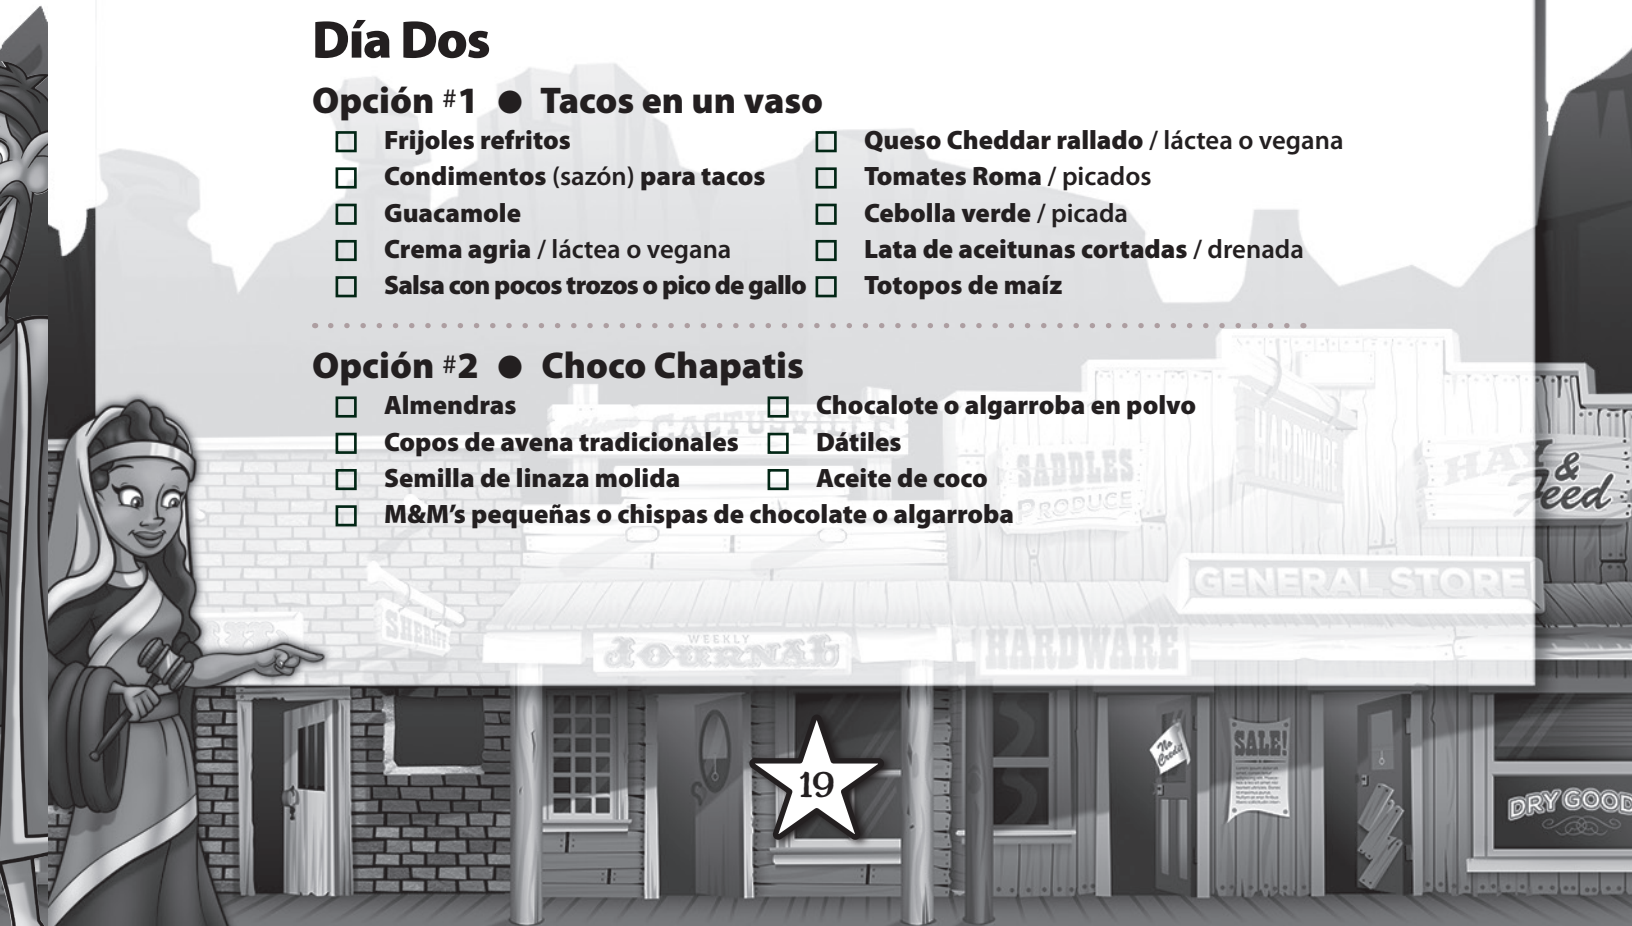 Día Dos
Opción #1 ● Tacos en un vaso
Frijoles refritos
Condimentos (sazón) para tacos
Guacamole
Crema agria / láctea o vegana
Salsa con pocos trozos o pico de gallo
Queso Cheddar rallado / láctea o vegana
Tomates Roma / picados
Cebolla verde / picada
Lata de aceitunas cortadas / drenada
Totopos de maíz
Opción #2 ● Choco Chapatis
Almendras
Copos de avena tradicionales
Semilla de linaza molida
M&M’s pequeñas o chispas de chocolate o algarroba
Chocalote o algarroba en polvo
Dátiles
Aceite de coco
CACTUSVILLE
SADDLES
PRODUCE
HARDWARE
HAY
&
Feed
GENERAL STORE
SHERIFF
WEEKLY
JOURNAL
HARDWARE
No
Credit
SALE!
19
DRY GOOD